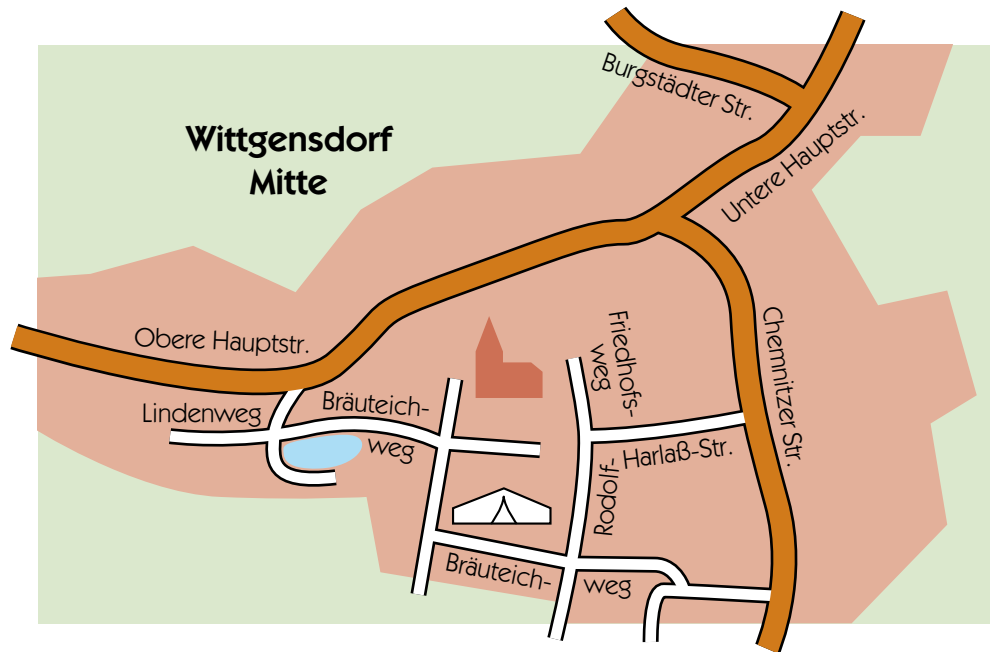 Burgstädter Str.
Untere Hauptstr.
Wittgensdorf
Mitte
Obere Hauptstr.
Friedhofs-
weg
Chemnitzer Str.
Lindenweg
Bräuteich-
weg
Rodolf-
Harlaß-Str.
Bräuteich-
weg